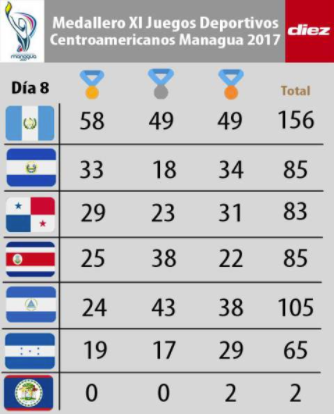 Medallero XI Juegos Deportivos
Centroamericanos Managua 2017
diez
managua
Día 8
Total
58 49 49 156
33 18 34 85
29 23 31 83
25 38 22 85
24 43 38 105
19 17 29 65
0 0 2 2